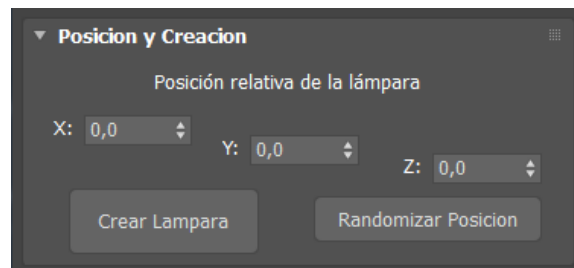 Posicion y Creacion
Posición relativa de la lámpara
X: 0,0
Y: 0,0
Z: 0,0
Crear Lampara
Randomizar Posicion